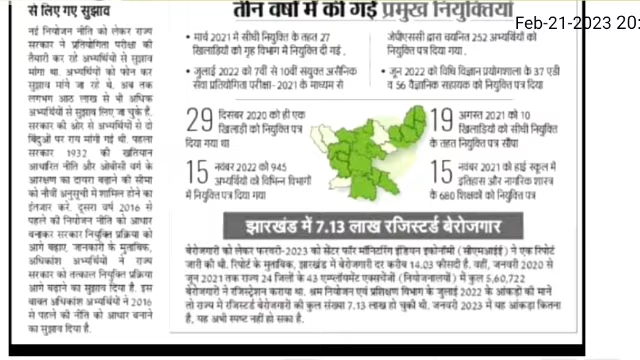 से लिए गए सुझाव
नई नियोजन नीति को लेकर राज्य
सरकार ने प्रतियोगिता परीक्षा की
तैयारी कर रहे अभ्यर्थियों से सुझाव
मांगा था. अभ्यर्थियों को फोन कर
सुझाव मांगे जा रहे थे. अब तक
लगभग आठ लाख से भी अधिक
अभ्यर्थियों से सुझाव लिए जा चुके है.
सरकार की ओर से अभ्यर्थियों से दो
बिंदुओं पर राय मांगी गई थी. पहला
सरकार 1932 की खतियान
आधारित नीति और ओबीसी वर्ग के
आरक्षण का दायरा बढ़ाने की सीमा
को नौवीं अनुसूची मे शामिल होने का
इंतजार करे. दूसरा वर्ष 2016 से
पहले की नियोजन नीति को आधार
बनाकर सरकार नियुक्ति प्रक्रिया को
आगे बढ़ाए. जानकारी के मुताबिक,
अधिकांश अभ्यर्थियों ने राज्य
सरकार को तत्काल नियुक्ति प्रक्रिया
आगे बढ़ाने का सुझाव दिया है. इस
बाबत अधिकांश अभ्यर्थियों ने 2016
से पहले की नीति को आधार बनाने
का सुझाव दिया है.
तीन वर्षों में की गई प्रमुख नियुक्तियां
Feb-21-2023 20:
• मार्च 2021 में सीधी नियुक्ति के तहत 27
खिलाड़ियों को गृह विभाग में नियुक्ति दी गई .
• जुलाई 2022 को 7वीं से 10वीं सयुक्त असैनिक
सेवा प्रतियोगिता परीक्षा-2021 के माध्यम से
जेपीएससी द्वारा चयनित 252 अभ्यर्थियों को
नियुक्ति पत्र दिया गया .
• जून 2022 को विधि विज्ञान प्रयोगशाला के 37 एडी
व 56 वैज्ञानिक सहायक को नियुक्ति पत्र दिया
29 दिसबर 2020 को ही एक
खिलाड़ी को नियुक्ति पत्र
दिया गया था
15 नवंबर 2022 को 945
अभ्यर्थियों को विभिन्न विभागों
में नियुक्ति पत्र दिया गया
19 अगस्त 2021 को 10
खिलाडियों को सीधी नियुक्ति
के तहत नियुक्ति पत्र सौंपा
15 नवंबर 2021 को हाई स्कूल में
इतिहास और नागरिक शास्त्र
के 680 शिक्षकों को नियुक्ति पत्र
झारखंड में 7.13 लाख रजिस्टर्ड बेरोजगार
बेरोजगारी को लेकर फरवरी-2023 को सेंटर फॉर मॉनिटरिंग इंडियन इकोनॉमी (सीएमआईई) ने एक रिपोर्ट
जारी की थी. रिपोर्ट के मुताबिक, झारखंड में बेरोजगारी दर करीब 14.03 फीसदी है. वहीं, जनवरी 2020 से
जून 2021 तक राज्य 24 जिलों के 43 एम्प्लॉयमेंट एक्सचेंजों (नियोजनालयों) में कुल 5,60,722
बेरोजगारों ने रजिस्ट्रेशन कराया था. श्रम नियोजन एवं प्रशिक्षण विभाग के जुलाई 2022 के आंकड़ों की मानें
तो राज्य में रजिस्टर्ड बेरोजगारों की कुल संख्या 7.13 लाख हो चुकी थी. जनवरी 2023 में यह आंकड़ा कितना
है, यह अभी स्पष्ट नहीं हो सका है.